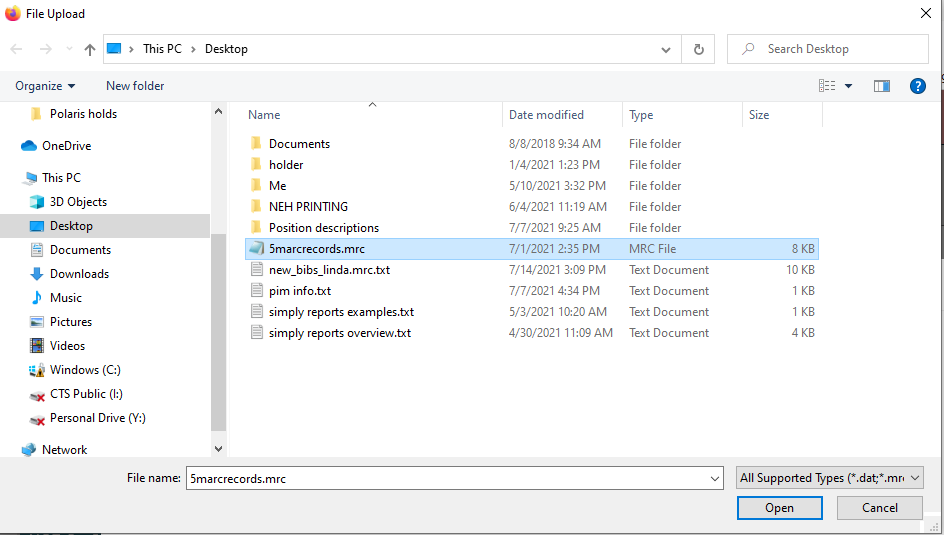 File Upload
This PC > Desktop
Search Desktop
Organize
New folder
Polaris holds
OneDrive
This PC
3D Objects
Desktop
Documents
Downloads
Music
Pictures
Videos
Windows (C:)
CTS Public (I:)
Personal Drive (Y:)
Network
Name Date modified Type Size
Documents 8/8/2018 9:34 AM File folder
holder 1/4/2021 1:23 PM File folder
Me 5/10/2021 3:32 PM File folder
NEH PRINTING 6/4/2021 11:19 AM File folder
Position descriptions 7/7/2021 9:25 AM File folder
5marcrecords.mrc 7/1/2021 2:35 PM MRC File 8 KB
new_bibs_linda.mrc.txt 7/14/2021 3:09 PM Text Document 10 KB
pim info.txt 7/7/2021 4:34 PM Text Document 1 KB
simply reports examples.txt 5/3/2021 10:20 AM Text Document 1 KB
simply reports overview.txt 4/30/2021 11:09 AM Text Document 4 KB
File name: 5marcrecords.mrc All Supported Types (*.dat;*.mr
Open Cancel